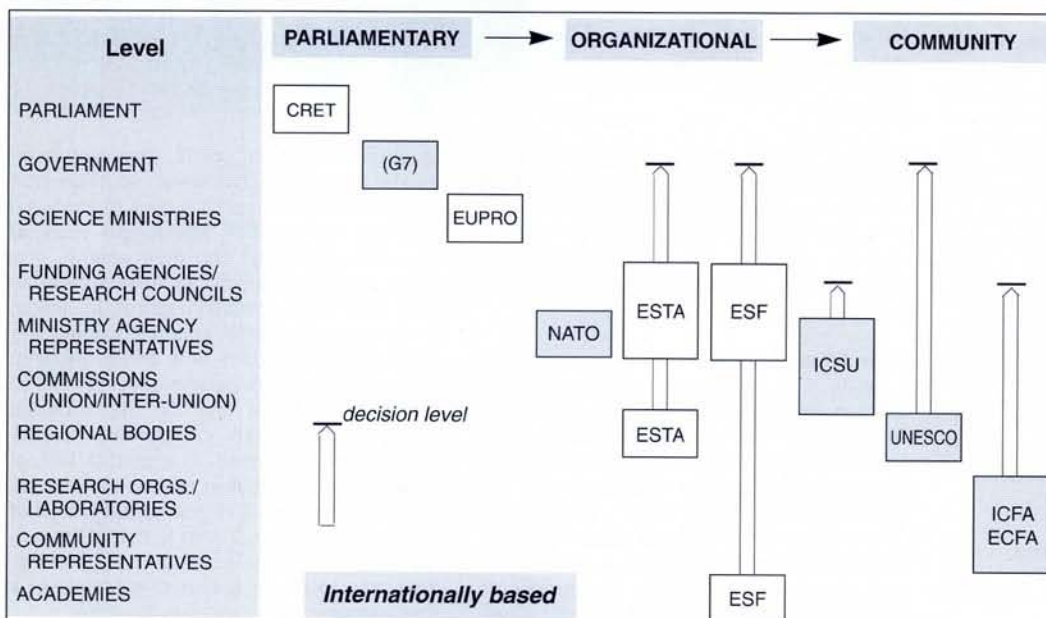 Level
PARLIAMENTARY
ORGANIZATIONAL
COMMUNITY
PARLIAMENT
CRET
GOVERNMENT
(G7)
SCIENCE MINISTRIES
EUPRO
FUNDING AGENCIES/
RESEARCH COUNCILS
MINISTRY AGENCY
REPRESENTATIVES
NATO
ESTA
ESF
ICSU
COMMISSIONS
(UNION/INTER-UNION)
decision level
REGIONAL BODIES
ESTA
UNESCO
RESEARCH ORGS./
LABORATORIES
ICFA
ECFA
COMMUNITY
REPRESENTATIVES
ACADEMIES
Internationally based
ESF